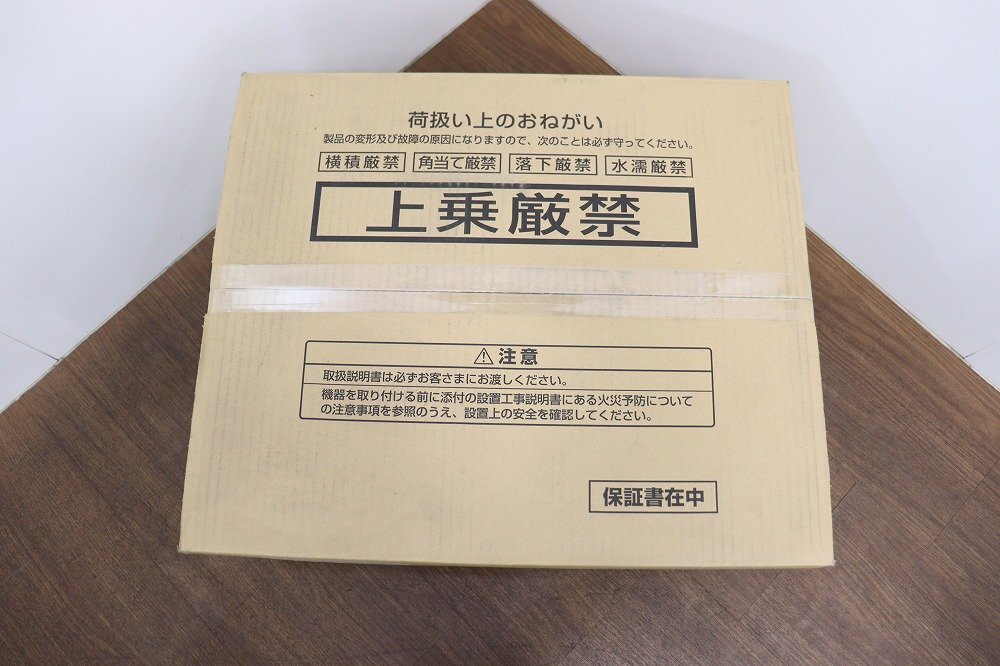 荷扱い上のおねがい
製品の変形及び故障の原因になりますので、次のことは必ず守ってください。
横積厳禁 角当て厳禁 落下厳禁 水濡厳禁
上乗厳禁
⚠注意
取扱説明書は必ずお客さまにお渡しください。
機器を取り付ける前に添付の設置工事説明書にある火災予防について
の注意事項を参照のうえ、設置上の安全を確認してください。
保証書在中